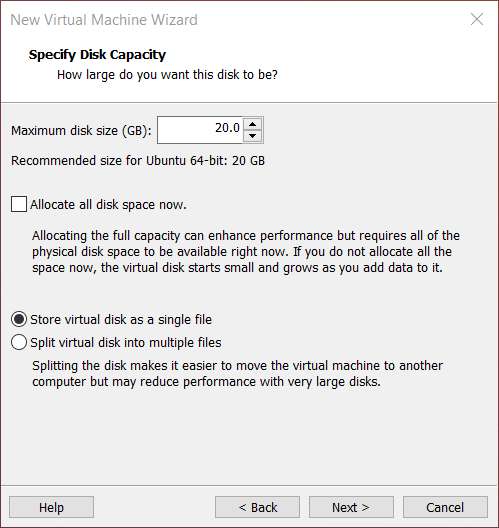 New Virtual Machine Wizard
Specify Disk Capacity
How large do you want this disk to be?
Maximum disk size (GB): 20.0
Recommended size for Ubuntu 64-bit: 20 GB
Allocate all disk space now.
Allocating the full capacity can enhance performance but requires all of the
physical disk space to be available right now. If you do not allocate all the
space now, the virtual disk starts small and grows as you add data to it.
Store virtual disk as a single file
Split virtual disk into multiple files
Splitting the disk makes it easier to move the virtual machine to another
computer but may reduce performance with very large disks.
Help < Back Next > Cancel